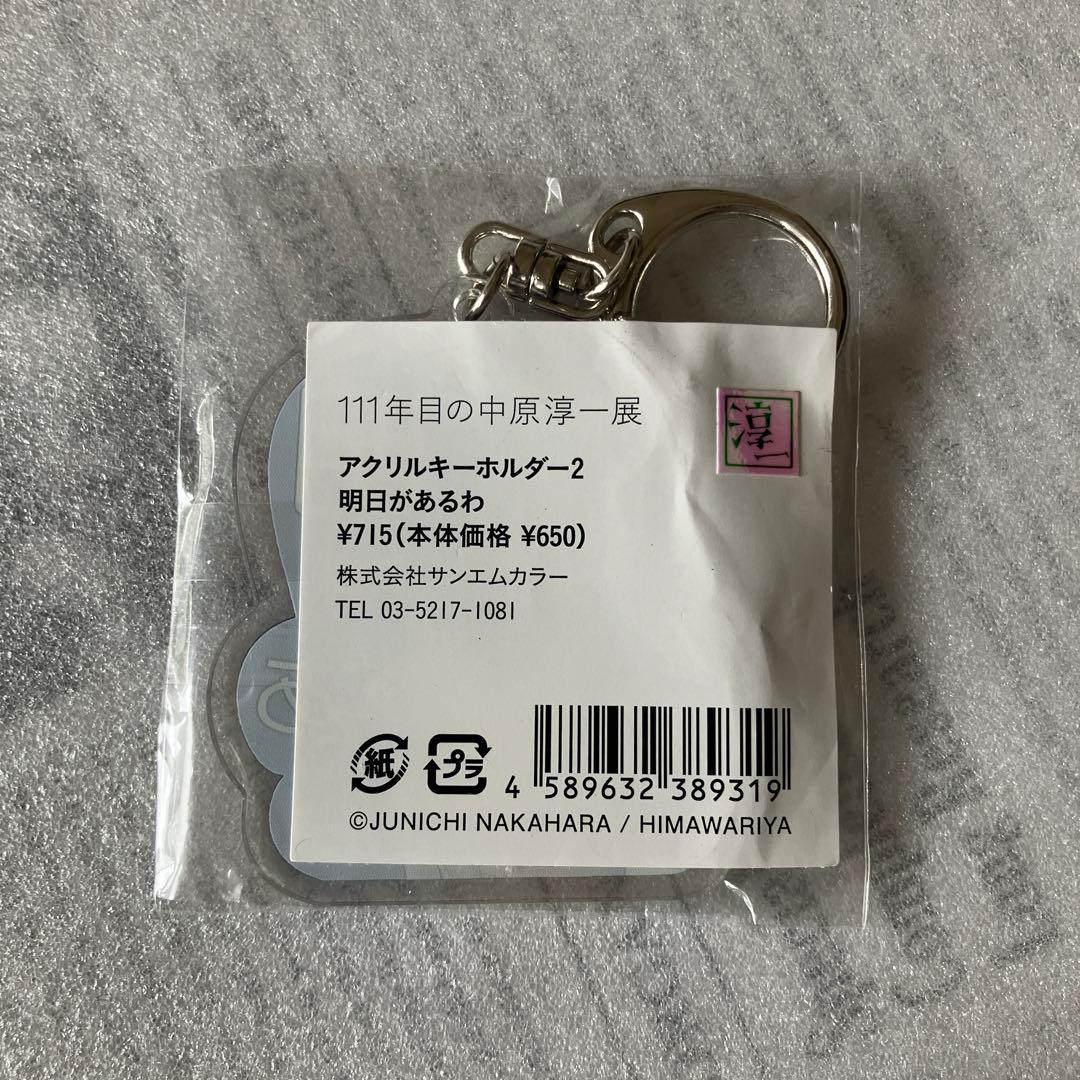 111年目の中原淳一展
淳一
アクリルキーホルダー2
明日があるわ
¥715(本体価格 ¥650)
株式会社サンエムカラー
TEL 03-5217-1081
紙
プラ
4 589632 389319
©JUNICHI NAKAHARA / HIMAWARIYA
あ